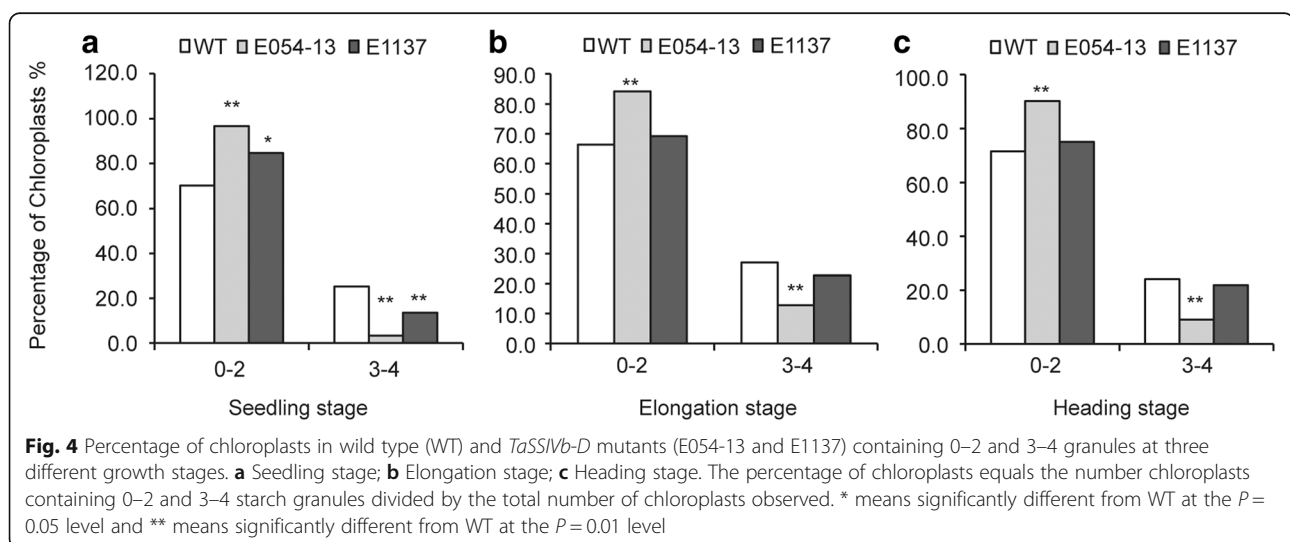 a
WT E054-13 E1137
120.0
100.0
80.0
60.0
40.0
20.0
0.0
Percentage of Chloroplasts %
** *
** **
0-2 3-4
Seedling stage
b
WT E054-13 E1137
90.0
80.0
70.0
60.0
50.0
40.0
30.0
20.0
10.0
0.0
**
**
0-2 3-4
Elongation stage
c
WT E054-13 E1137
100.0
80.0
60.0
40.0
20.0
0.0
**
**
0-2 3-4
Heading stage
Fig. 4 Percentage of chloroplasts in wild type (WT) and TaSSIVb-D mutants (E054-13 and E1137) containing 0–2 and 3–4 granules at three
different growth stages. a Seedling stage; b Elongation stage; c Heading stage. The percentage of chloroplasts equals the number chloroplasts
containing 0–2 and 3–4 starch granules divided by the total number of chloroplasts observed. * means significantly different from WT at the P =
0.05 level and ** means significantly different from WT at the P = 0.01 level